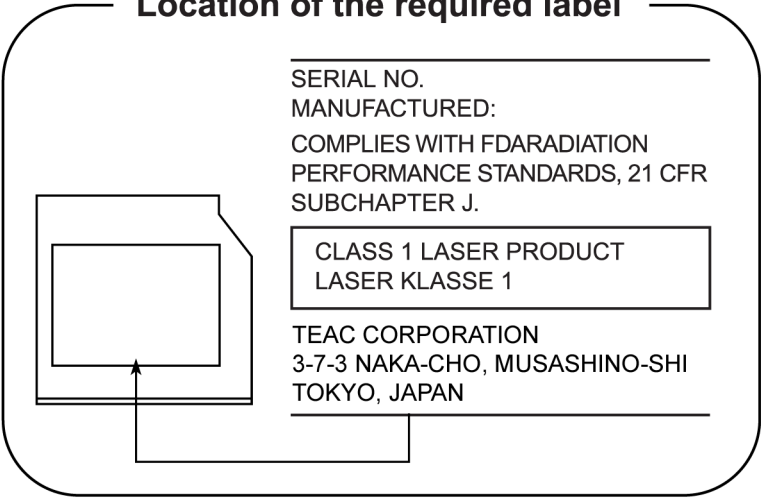 Location of the required label
SERIAL NO.
MANUFACTURED:
COMPLIES WITH FDARADIATION
PERFORMANCE STANDARDS, 21 CFR
SUBCHAPTER J.
CLASS 1 LASER PRODUCT
LASER KLASSE 1
TEAC CORPORATION
3-7-3 NAKA-CHO, MUSASHINO-SHI
TOKYO, JAPAN